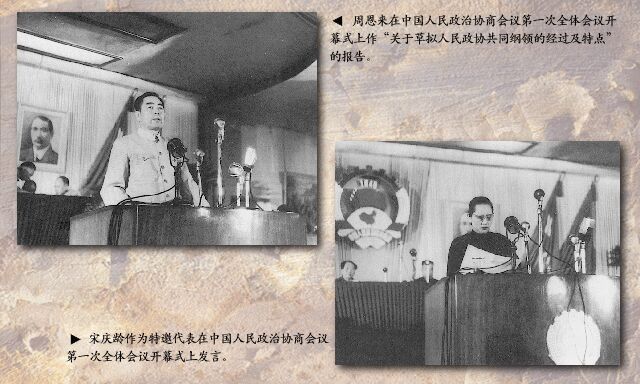 ◀ 周恩来在中国人民政治协商会议第一次全体会议开
幕式上作“关于草拟人民政协共同纲领的经过及特点”
的报告。
▶ 宋庆龄作为特邀代表在中国人民政治协商会议
第一次全体会议开幕式上发言。